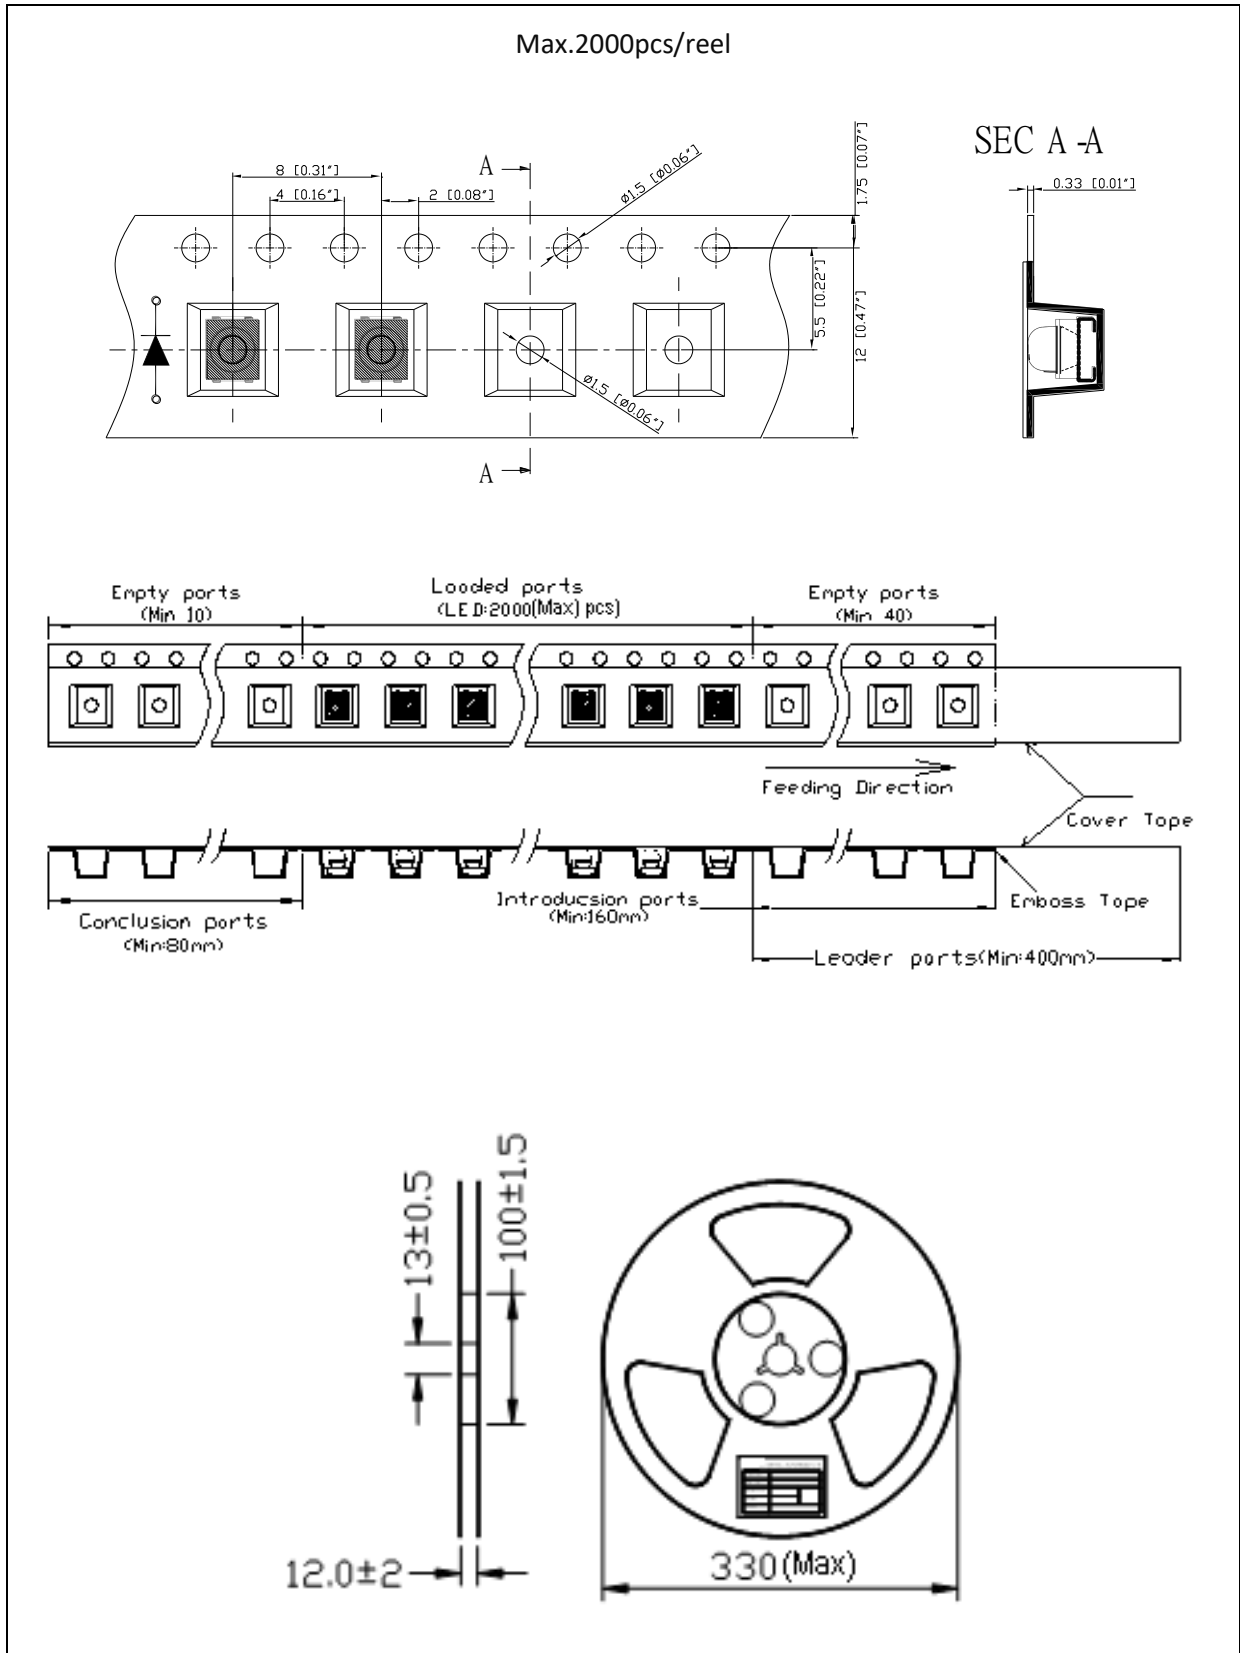 Max.2000pcs/reel
SEC A -A
8 [0.31"]
4 [0.16"]
2 [0.08"]
A
ø1.5 [ø0.06"]
1.75 [0.07"]
0.33 [0.01"]
5.5 [0.22"]
12 [0.47"]
ø1.5 [ø0.06"]
A
Empty parts
(Min 10)
Looded parts
(LED:2000(Max) pcs)
Empty parts
(Min 40)
Feeding Direction
Cover Tape
Introducsion parts
(Min:160mm)
Emboss Tape
Conclusion parts
(Min:80mm)
Leader parts(Min:400mm)
13±0.5
100±1.5
12.0±2
330(Max)